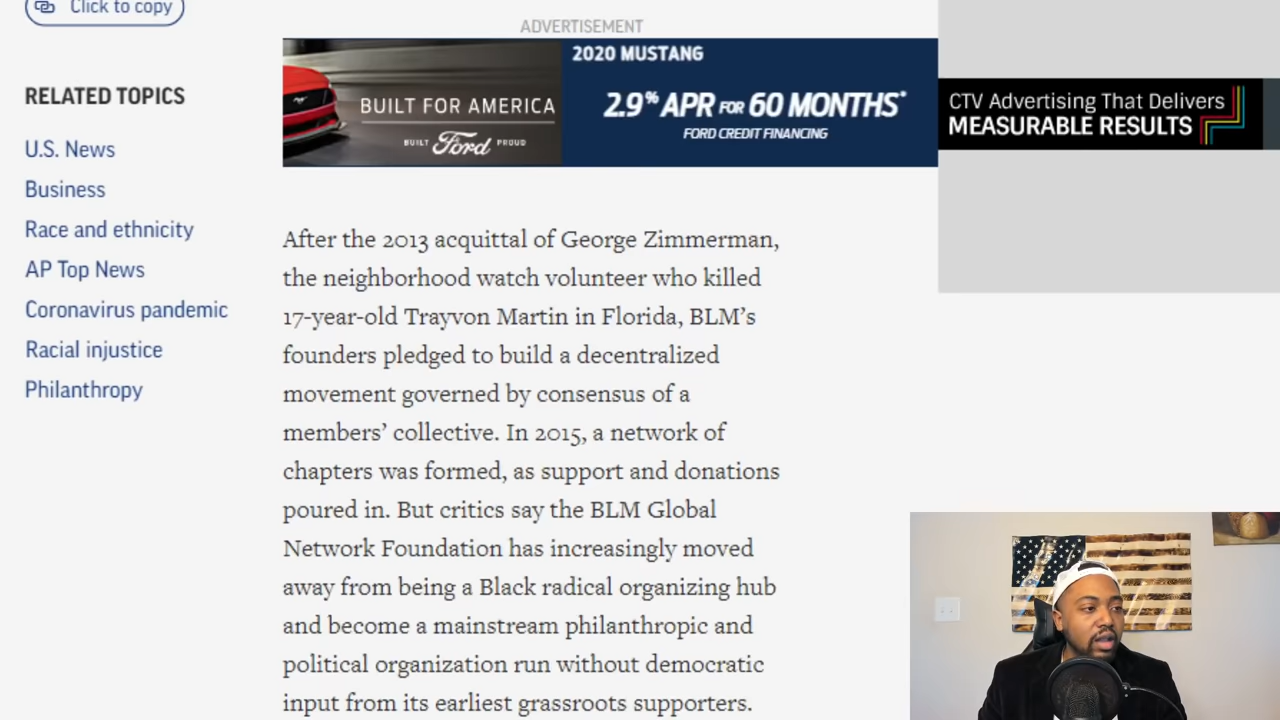 Click to copy
RELATED TOPICS
U.S. News
Business
Race and ethnicity
AP Top News
Coronavirus pandemic
Racial injustice
Philanthropy
ADVERTISEMENT
BUILT FOR AMERICA
BUILT Ford PROUD
2020 MUSTANG
2.9% APR FOR 60 MONTHS*
FORD CREDIT FINANCING
CTV Advertising That Delivers
MEASURABLE RESULTS
After the 2013 acquittal of George Zimmerman,
the neighborhood watch volunteer who killed
17-year-old Trayvon Martin in Florida, BLM’s
founders pledged to build a decentralized
movement governed by consensus of a
members’ collective. In 2015, a network of
chapters was formed, as support and donations
poured in. But critics say the BLM Global
Network Foundation has increasingly moved
away from being a Black radical organizing hub
and become a mainstream philanthropic and
political organization run without democratic
input from its earliest grassroots supporters.